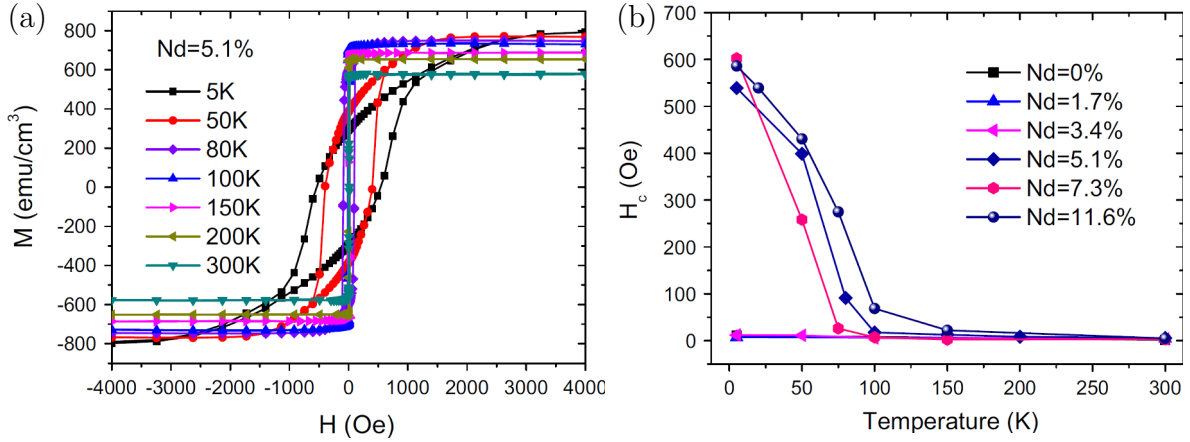 (a)
Nd=5.1%
5K
50K
80K
100K
150K
200K
300K
800
600
400
200
0
-200
-400
-600
-800
M (emu/cm³)
-4000 -3000 -2000 -1000 0 1000 2000 3000 4000
H (Oe)
(b)
Nd=0%
Nd=1.7%
Nd=3.4%
Nd=5.1%
Nd=7.3%
Nd=11.6%
700
600
500
400
300
200
100
0
H_c (Oe)
0 50 100 150 200 250 300
Temperature (K)